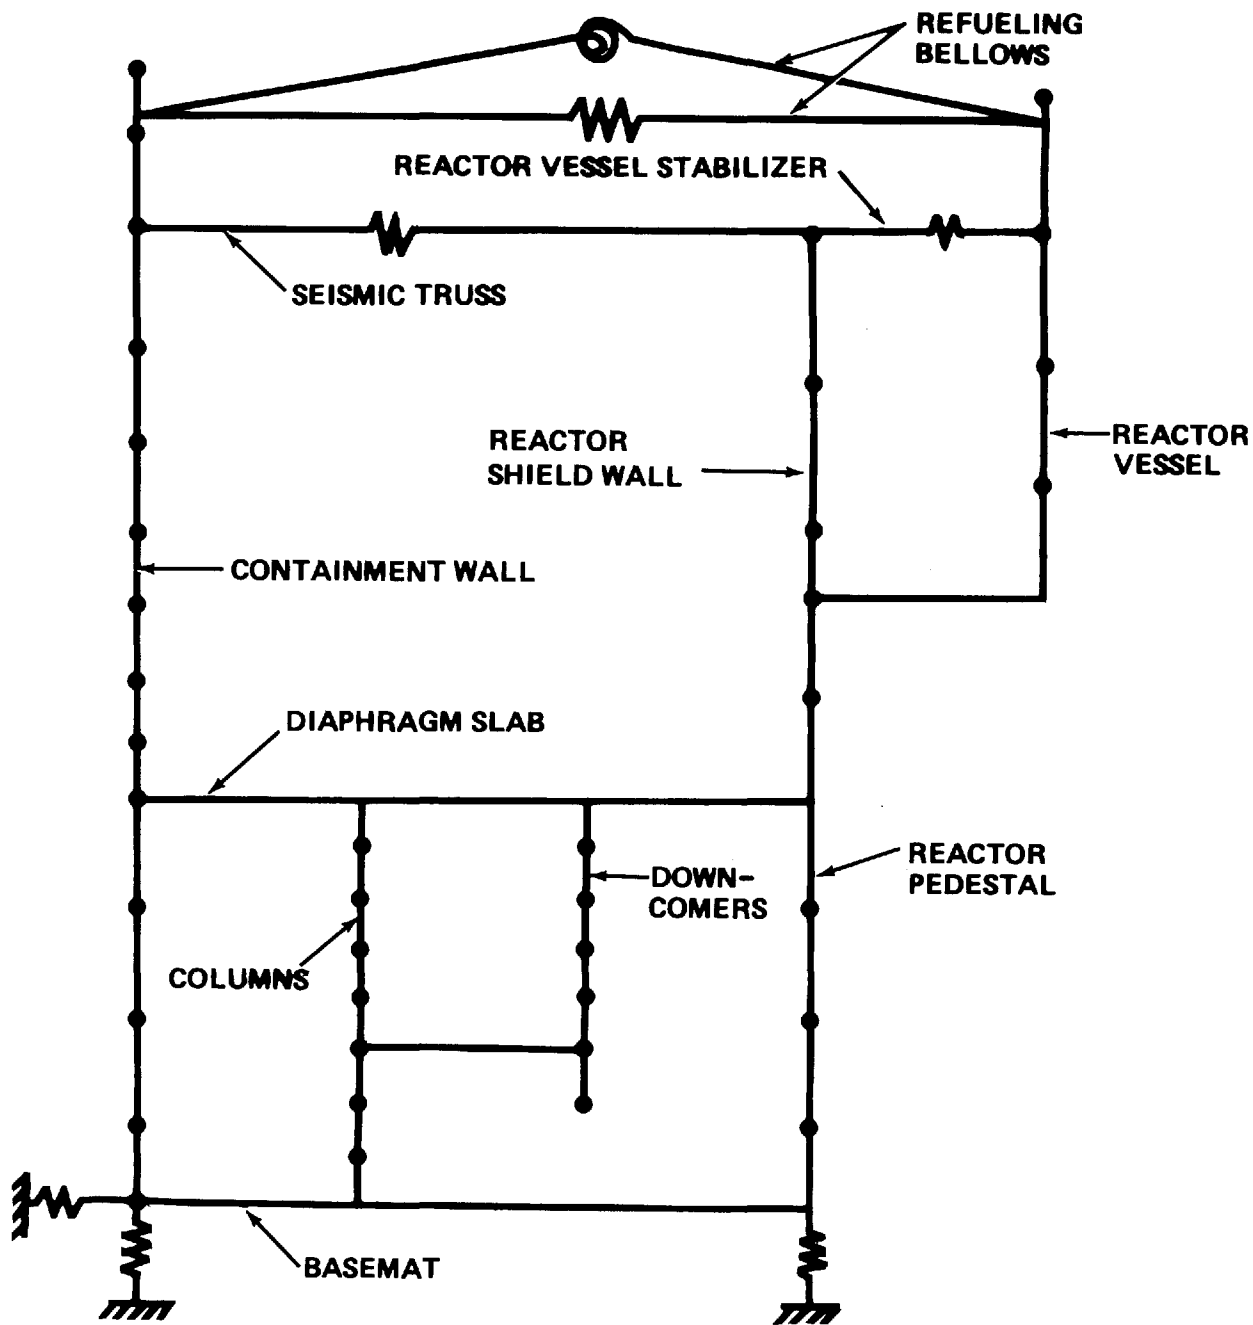 REFUELING
BELLOWS
REACTOR VESSEL STABILIZER
SEISMIC TRUSS
REACTOR
SHIELD WALL
REACTOR
VESSEL
CONTAINMENT WALL
DIAPHRAGM SLAB
REACTOR
PEDESTAL
DOWN-
COMERS
COLUMNS
BASEMAT